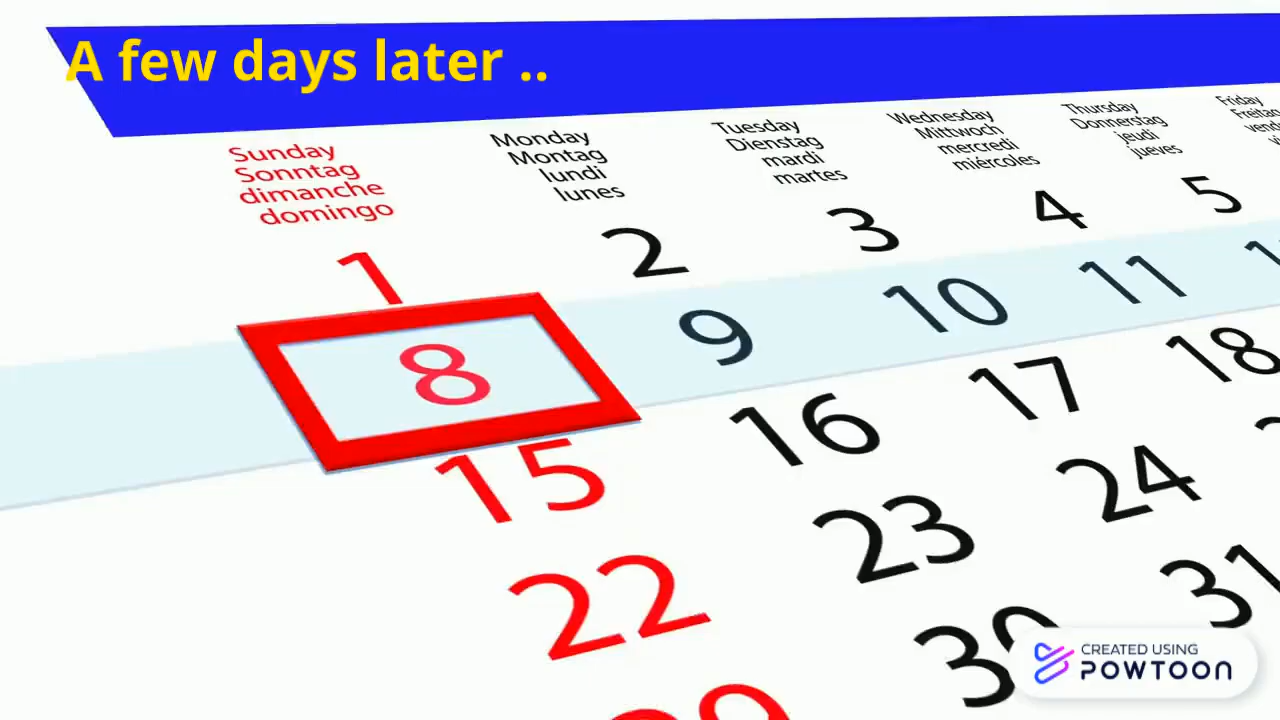 A few days later ..
Sunday Monday Tuesday Wednesday Thursday Friday
Sonntag Montag Dienstag Mittwoch Donnerstag
dimanche lundi mardi mercredi jeudi
domingo lunes martes miércoles jueves
1 2 3 4 5
8 9 10 11
15 16 17 18
22 23 24
30 31
CREATED USING
POWTOON